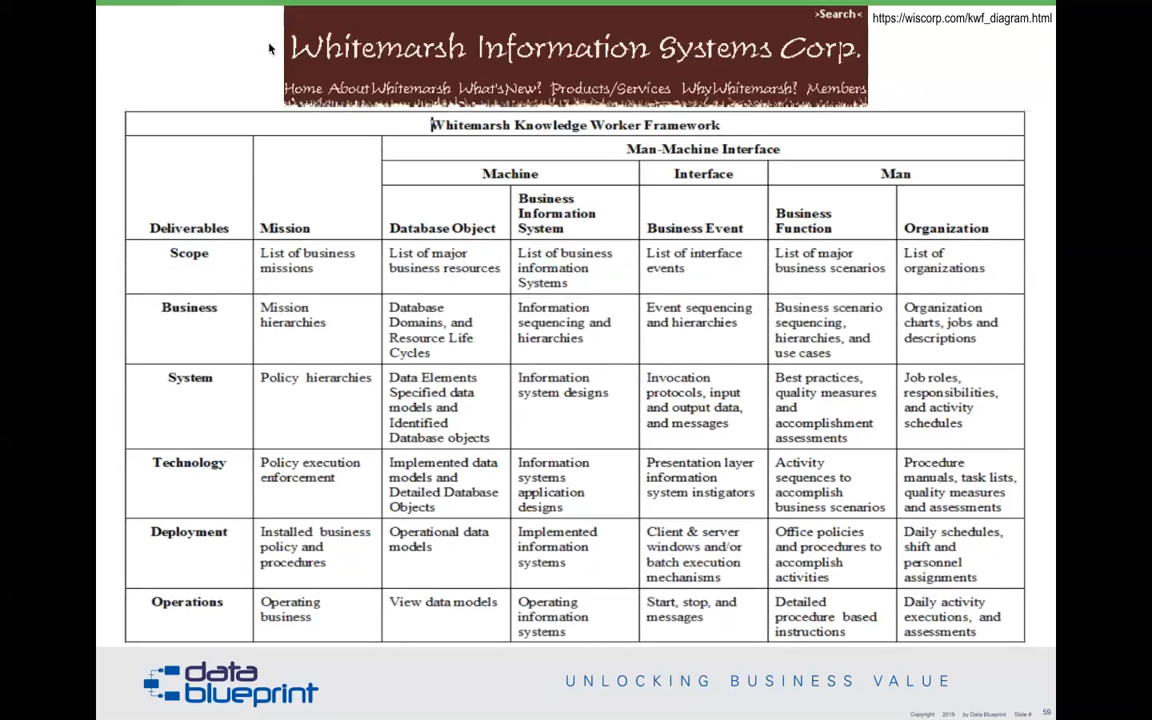 >Search<
https://wiscorp.com/kwf_diagram.html
Whitemarsh Information Systems Corp.
Home About Whitemarsh What'sNew? Products/Services WhyWhitemarsh? Members
Whitemarsh Knowledge Worker Framework
Man-Machine Interface
Machine Interface Man
Deliverables Mission Database Object Business Information System Business Event Business Function Organization
Scope
List of business
missions
List of major
business resources
List of business
information
Systems
List of interface
events
List of major
business scenarios
List of
organizations
Business
Mission
hierarchies
Database
Domains, and
Resource Life
Cycles
Information
sequencing and
hierarchies
Event sequencing
and hierarchies
Business scenario
sequencing,
hierarchies, and
use cases
Organization
charts, jobs and
descriptions
System
Policy hierarchies
Data Elements
Specified data
models and
Identified
Database objects
Information
system designs
Invocation
protocols, input
and output data,
and messages
Best practices,
quality measures
and
accomplishment
assessments
Job roles,
responsibilities,
and activity
schedules
Technology
Policy execution
enforcement
Implemented data
models and
Detailed Database
Objects
Information
systems
application
designs
Presentation layer
information
system instigators
Activity
sequences to
accomplish
business scenarios
Procedure
manuals, task lists,
quality measures
and assessments
Deployment
Installed business
policy and
procedures
Operational data
models
Implemented
information
systems
Client & server
windows and/or
batch execution
mechanisms
Office policies
and procedures to
accomplish
activities
Daily schedules,
shift and
personnel
assignments
Operations
Operating
business
View data models
Operating
information
systems
Start, stop, and
messages
Detailed
procedure based
instructions
Daily activity
executions, and
assessments
data
blueprint
UNLOCKING BUSINESS VALUE
Copyright 2016 by Data Blueprint Slide # 59